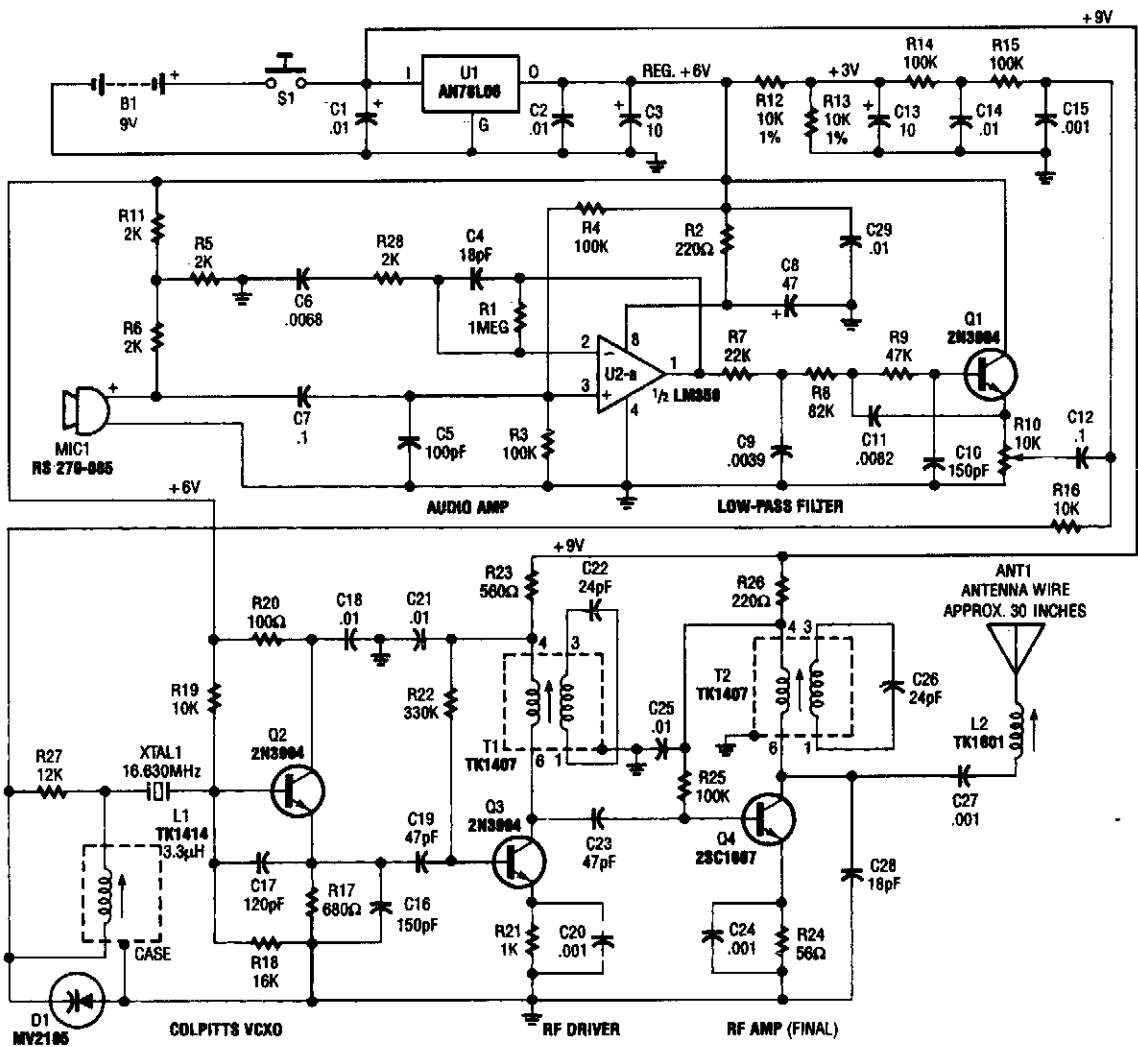 +9V
B1
9V
+
S1
C1
.01
+
I
U1
AN78L06
O
G
C2
.01
+
C3
10
REG. +6V
R12
10K
1%
+3V
R13
10K
1%
+
C13
10
R14
100K
C14
.01
R15
100K
C15
.001
R11
2K
R5
2K
R6
2K
C6
.0068
R28
2K
C4
18pF
R1
1MEG
R4
100K
R2
220Ω
C29
.01
C8
47
+
2
-
3
+
8
4
1
U2-a
1/2 LM358
R7
22K
R8
82K
R9
47K
Q1
2N3904
C9
.0039
C11
.0082
C10
150pF
R10
10K
C12
.1
R16
10K
+
MIC1
RS 270-085
C7
.1
C5
100pF
R3
100K
AUDIO AMP
LOW-PASS FILTER
+6V
+9V
R20
100Ω
C18
.01
C21
.01
R23
560Ω
C22
24pF
R26
220Ω
ANT1
ANTENNA WIRE
APPROX. 30 INCHES
R19
10K
R22
330K
4
3
T1
TK1407
6
1
C25
.01
4
3
T2
TK1407
6
1
C26
24pF
L2
TK1601
R27
12K
XTAL1
16.630MHz
Q2
2N3904
L1
TK1414
3.3µH
CASE
C19
47pF
Q3
2N3904
C23
47pF
R25
100K
Q4
2SC1687
C27
.001
C28
18pF
C17
120pF
R17
680Ω
C16
150pF
R18
16K
R21
1K
C20
.001
C24
.001
R24
56Ω
D1
MV2105
COLPITTS VCXO
RF DRIVER
RF AMP (FINAL)